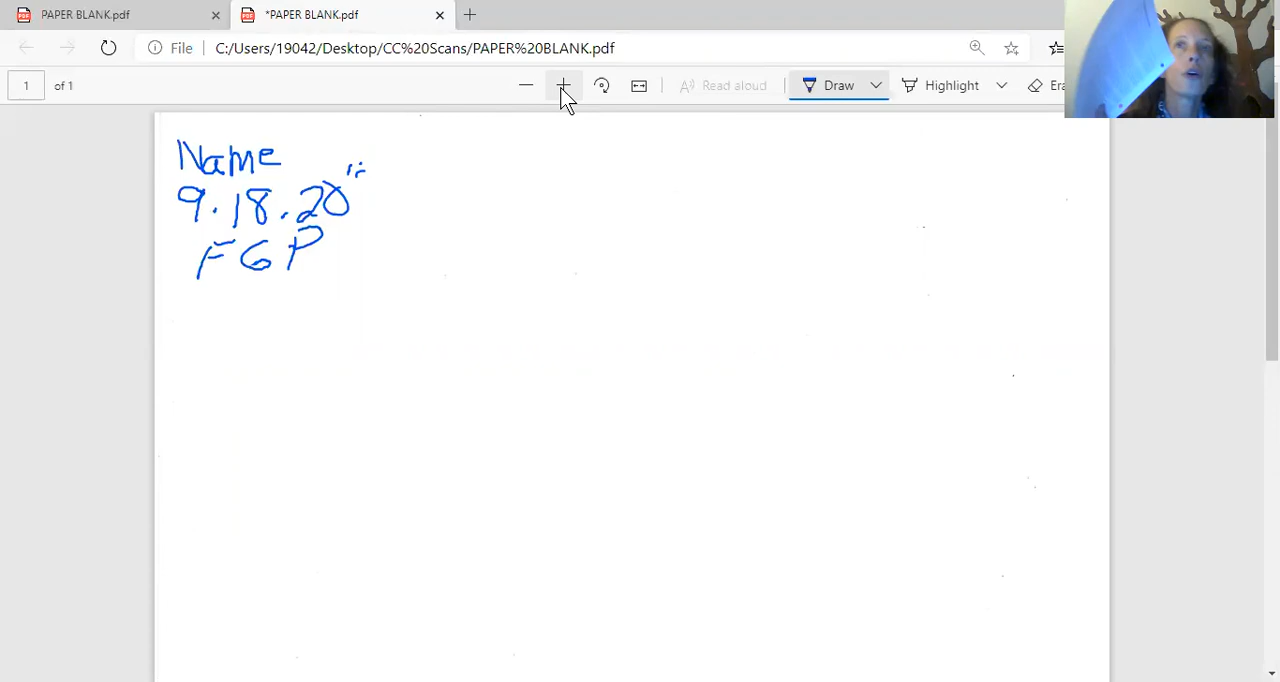 PAPER BLANK.pdf
*PAPER BLANK.pdf
File
C:/Users/19042/Desktop/CC%20Scans/PAPER%20BLANK.pdf
1 of 1
Read aloud
Draw
Highlight
Era
Name
9.18.20
F G P